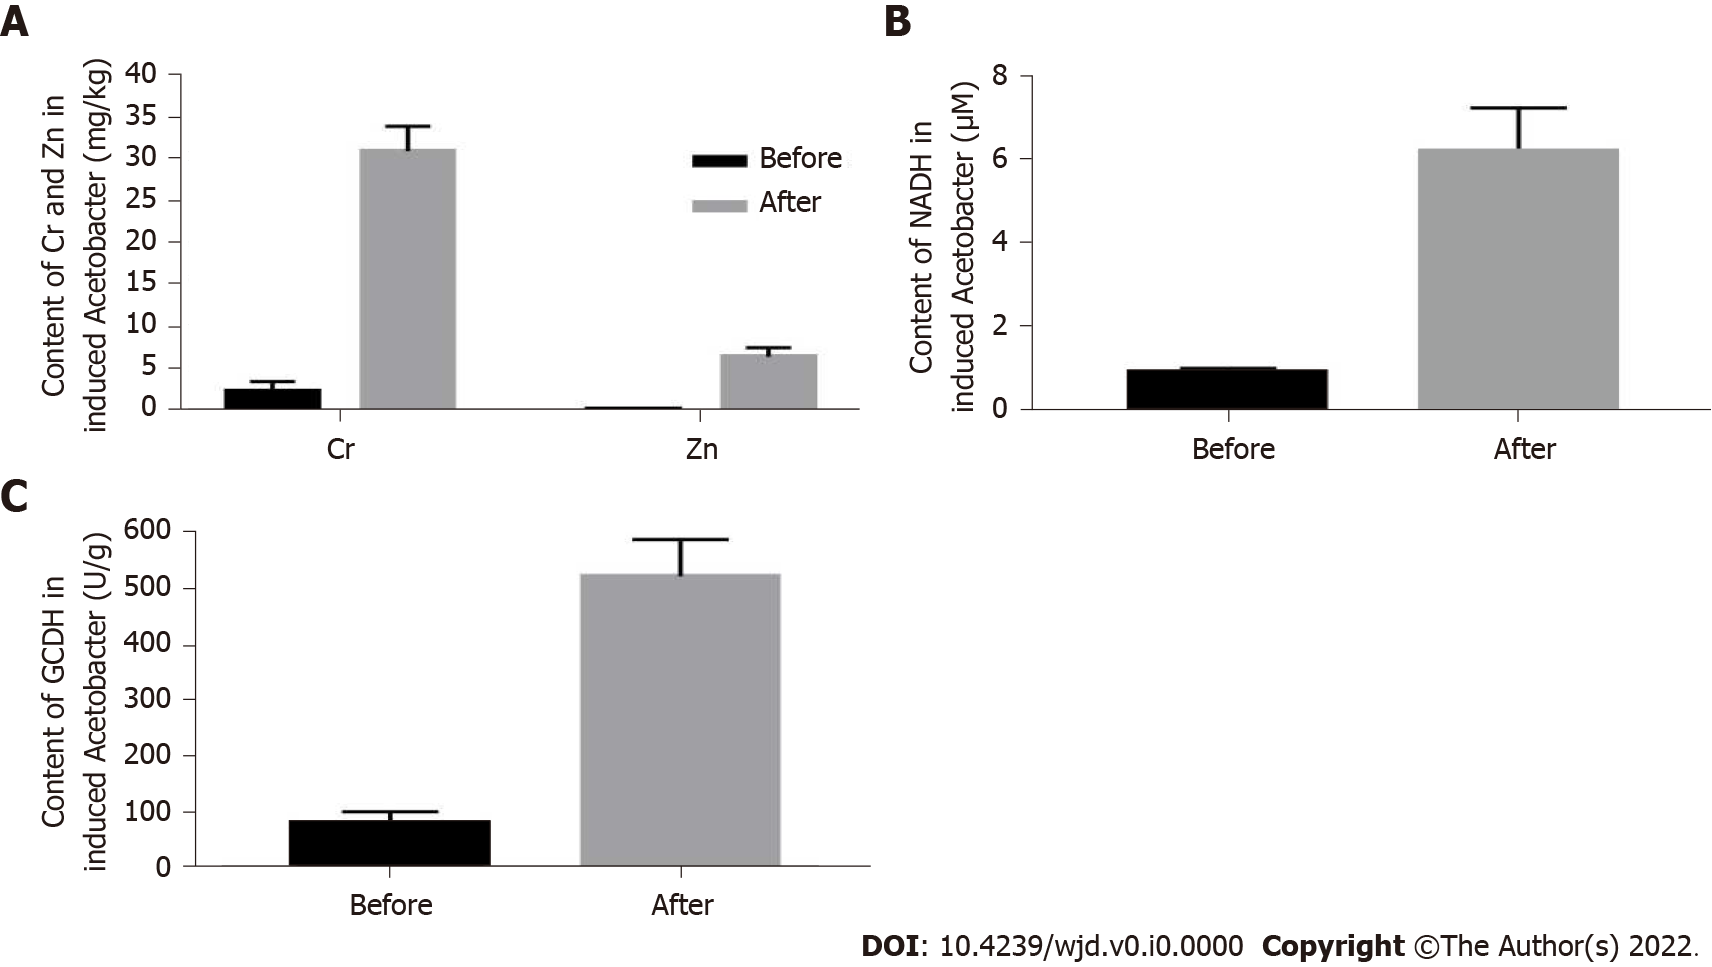 A
Content of Cr and Zn in
induced Acetobacter (mg/kg)
40
35
30
25
20
15
10
5
0
Before
After
Cr
Zn
B
Content of NADH in
induced Acetobacter (µM)
8
6
4
2
0
Before
After
C
Content of GCDH in
induced Acetobacter (U/g)
600
500
400
300
200
100
0
Before
After
DOI: 10.4239/wjd.v0.i0.0000 Copyright ©The Author(s) 2022.